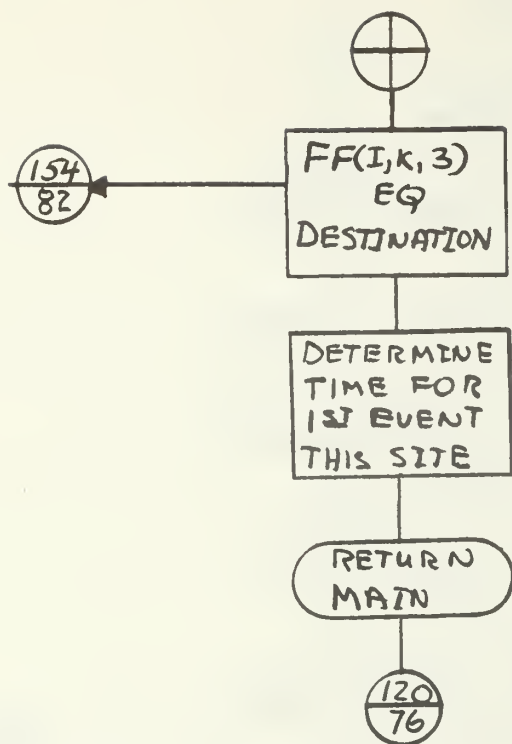 FF(I,K,3)
EQ
DESTINATION
154
82
DETERMINE
TIME FOR
1ST EVENT
THIS SITE
RETURN
MAIN
120
76